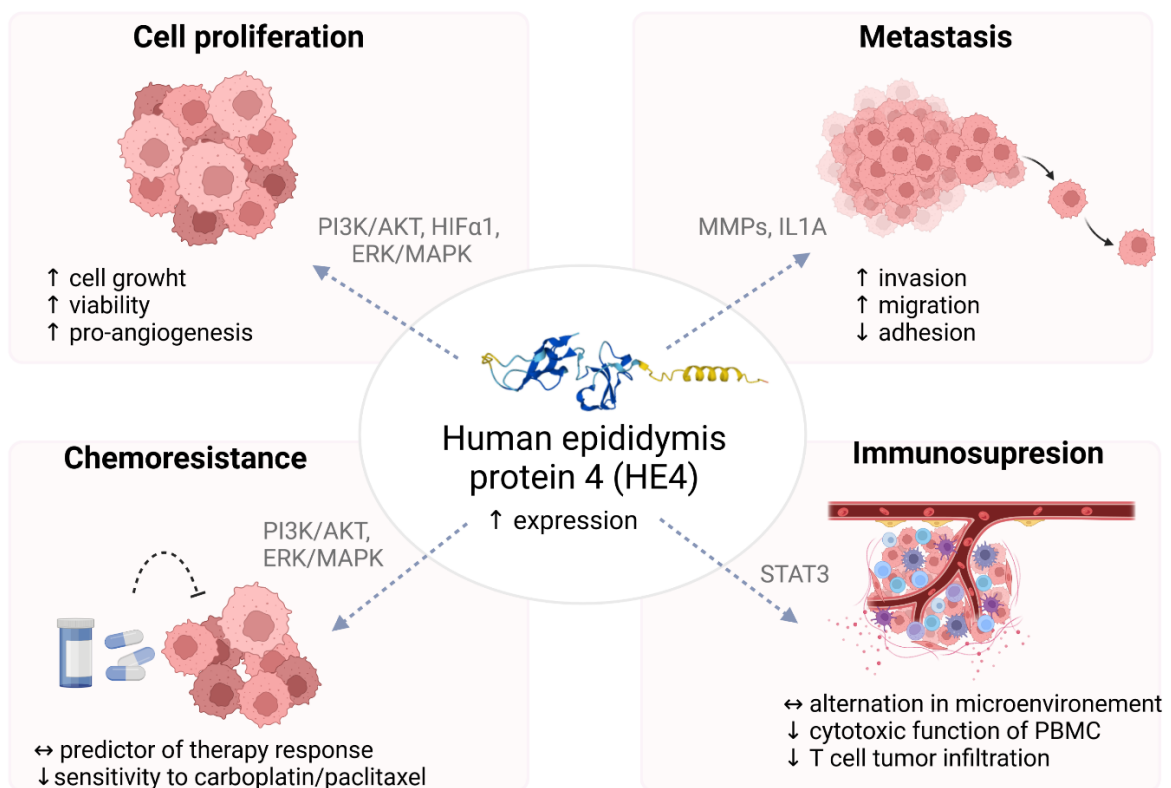 Cell proliferation
PI3K/AKT, HIFα1,
ERK/MAPK
↑ cell growht
↑ viability
↑ pro-angiogenesis
Metastasis
MMPs, IL1A
↑ invasion
↑ migration
↓ adhesion
Human epididymis
protein 4 (HE4)
↑ expression
Chemoresistance
PI3K/AKT,
ERK/MAPK
↔ predictor of therapy response
↓sensitivity to carboplatin/paclitaxel
Immunosupresion
STAT3
↔ alternation in microenvironement
↓ cytotoxic function of PBMC
↓ T cell tumor infiltration